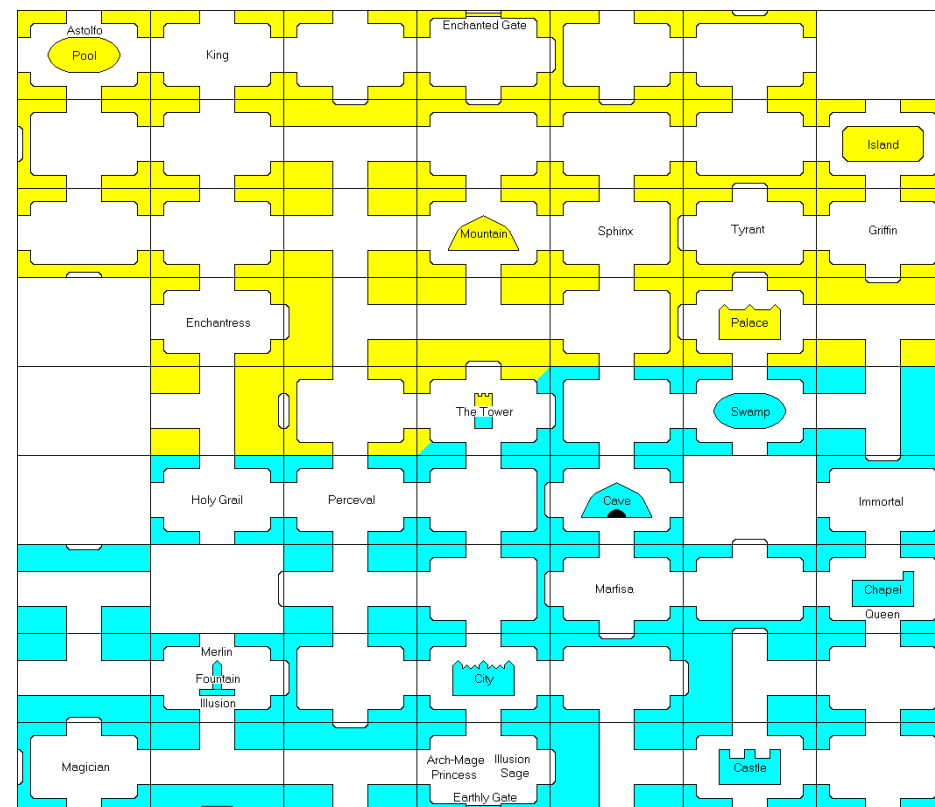 Astolfo
Pool
King
Enchanted Gate
Island
Mountain
Sphinx
Tyrant
Griffin
Enchantress
Palace
The Tower
Swamp
Holy Grail
Perceval
Cave
Immortal
Marfisa
Chapel
Queen
Merlin
Fountain
Illusion
City
Magician
Arch-Mage Illusion
Princess Sage
Earthly Gate
Castle